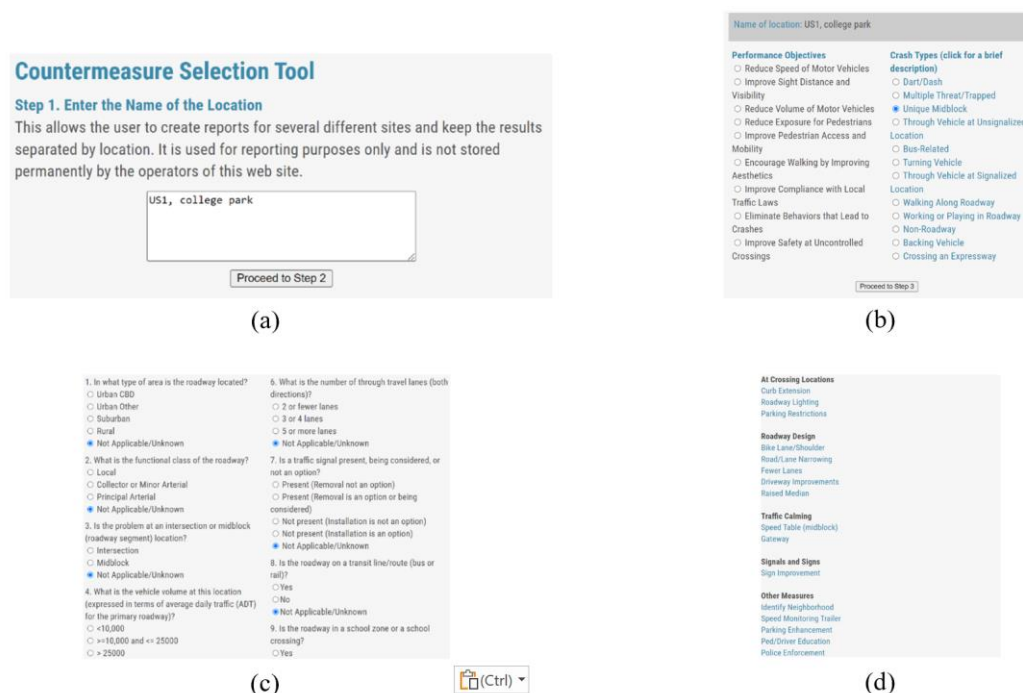 Countermeasure Selection Tool
Step 1. Enter the Name of the Location
This allows the user to create reports for several different sites and keep the results
separated by location. It is used for reporting purposes only and is not stored
permanently by the operators of this web site.
US1, college park
Proceed to Step 2
(a)
Name of location: US1, college park
Performance Objectives
Reduce Speed of Motor Vehicles
Improve Sight Distance and
Visibility
Reduce Volume of Motor Vehicles
Reduce Exposure for Pedestrians
Improve Pedestrian Access and
Mobility
Encourage Walking by Improving
Aesthetics
Improve Compliance with Local
Traffic Laws
Eliminate Behaviors that Lead to
Crashes
Improve Safety at Uncontrolled
Crossings
Crash Types (click for a brief
description)
Dart/Dash
Multiple Threat/Trapped
Unique Midblock
Through Vehicle at Unsignalized
Location
Bus-Related
Turning Vehicle
Through Vehicle at Signalized
Location
Walking Along Roadway
Working or Playing in Roadway
Non-Roadway
Backing Vehicle
Crossing an Expressway
Proceed to Step 3
(b)
1. In what type of area is the roadway located?
Urban CBD
Urban Other
Suburban
Rural
Not Applicable/Unknown
2. What is the functional class of the roadway?
Local
Collector or Minor Arterial
Principal Arterial
Not Applicable/Unknown
3. Is the problem at an intersection or midblock
(roadway segment) location?
Intersection
Midblock
Not Applicable/Unknown
4. What is the vehicle volume at this location
(expressed in terms of average daily traffic (ADT)
for the primary roadway)?
<10,000
>=10,000 and <= 25000
> 25000
6. What is the number of through travel lanes (both
directions)?
2 or fewer lanes
3 or 4 lanes
5 or more lanes
Not Applicable/Unknown
7. Is a traffic signal present, being considered, or
not an option?
Present (Removal not an option)
Present (Removal is an option or being
considered)
Not present (Installation is not an option)
Not present (Installation is an option)
Not Applicable/Unknown
8. Is the roadway on a transit line/route (bus or
rail)?
Yes
No
Not Applicable/Unknown
9. Is the roadway in a school zone or a school
crossing?
Yes
(c)
(Ctrl)
At Crossing Locations
Curb Extension
Roadway Lighting
Parking Restrictions
Roadway Design
Bike Lane/Shoulder
Road/Lane Narrowing
Fewer Lanes
Driveway Improvements
Raised Median
Traffic Calming
Speed Table (midblock)
Gateway
Signals and Signs
Sign Improvement
Other Measures
Identify Neighborhood
Speed Monitoring Trailer
Parking Enhancement
Ped/Driver Education
Police Enforcement
(d)